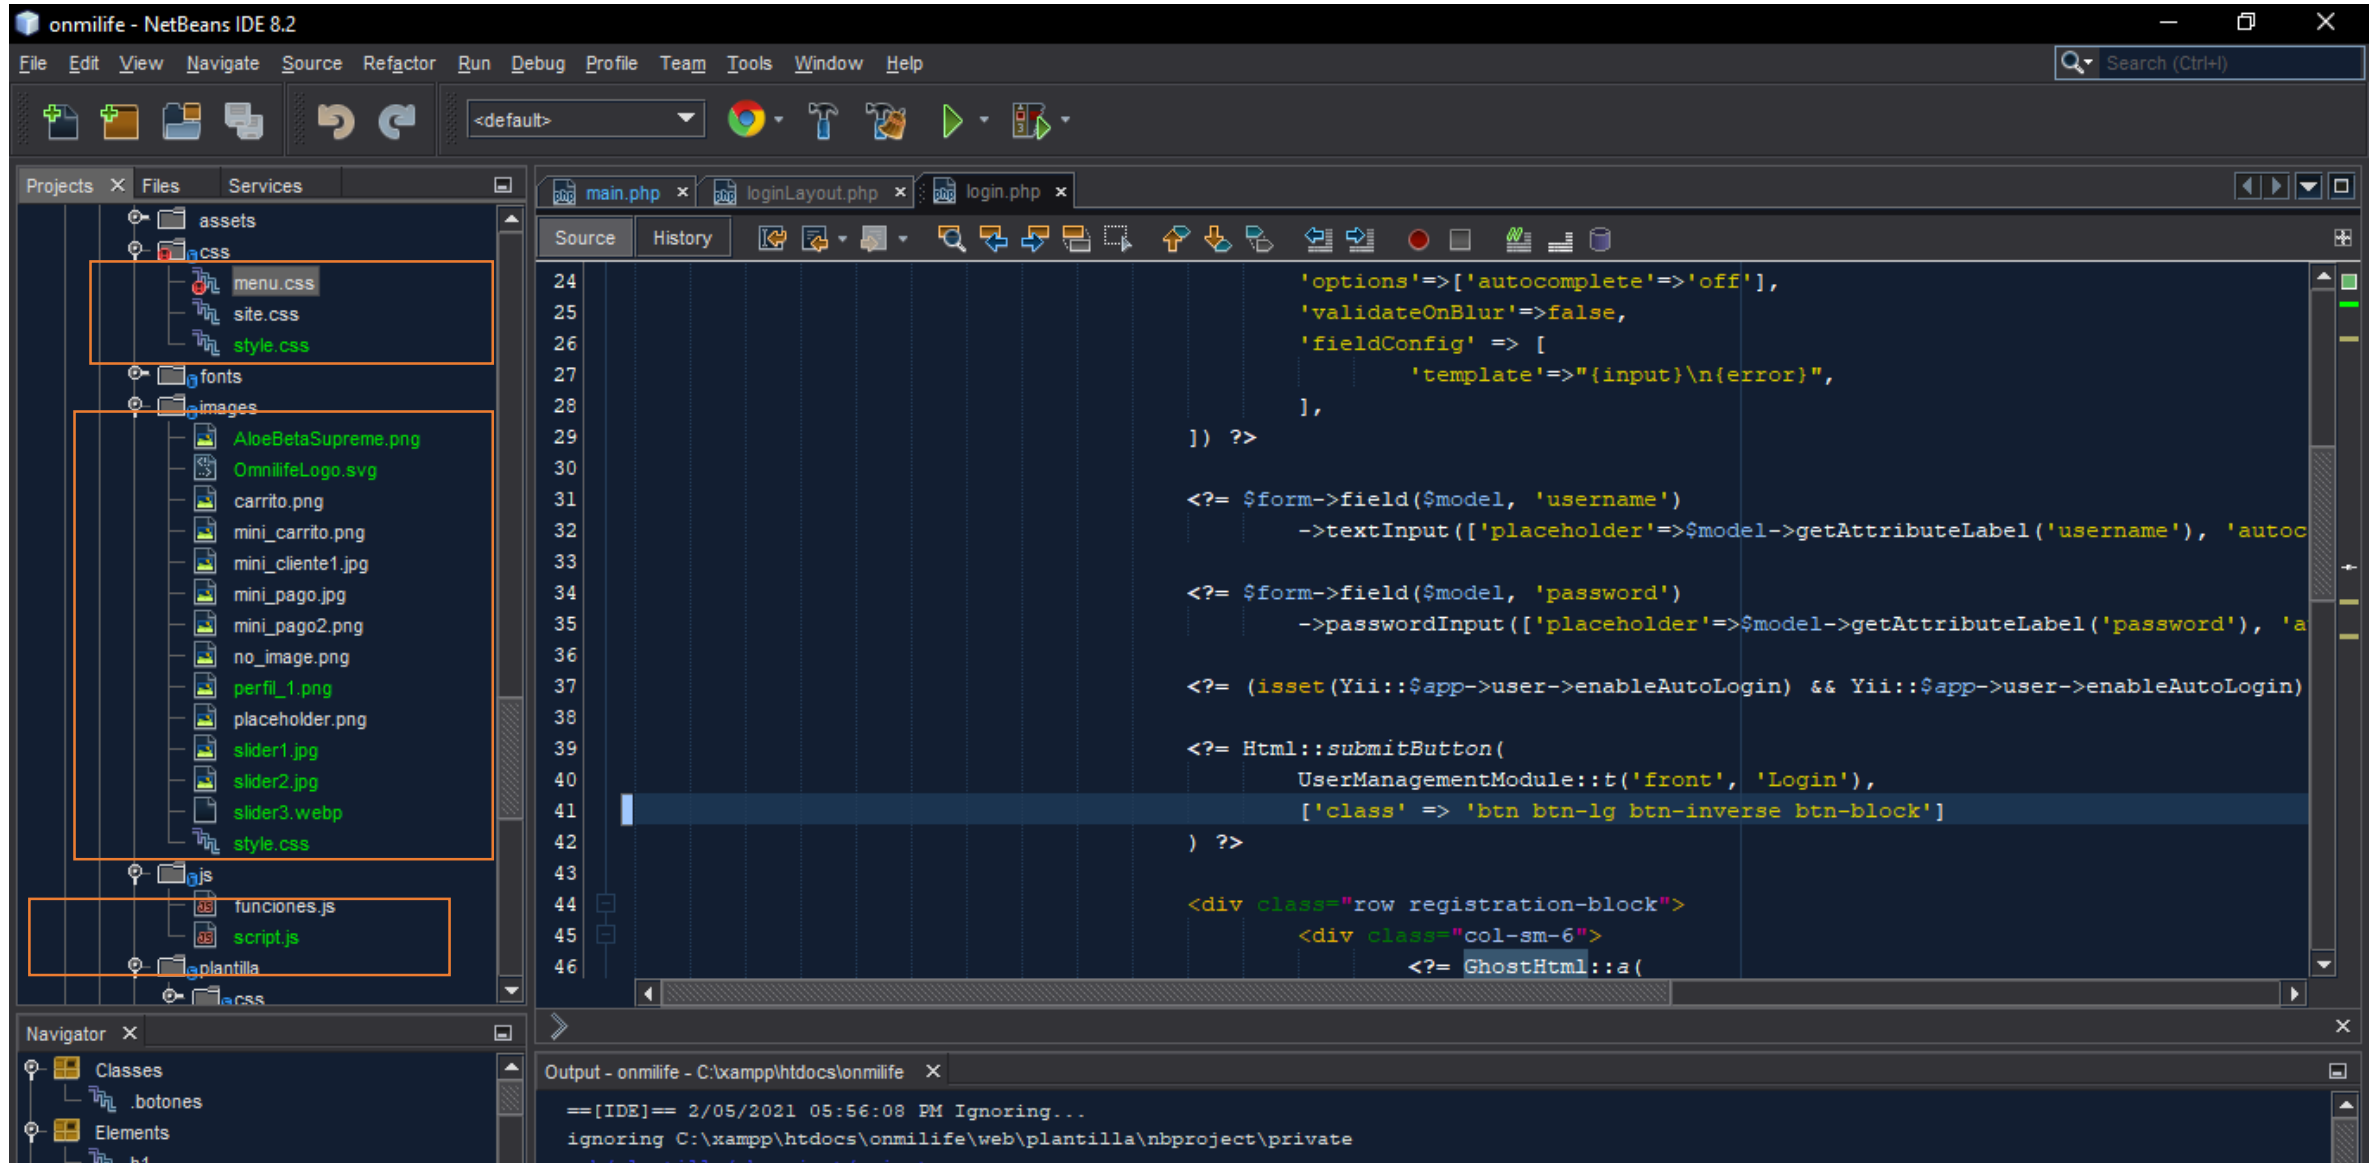 onmilife - NetBeans IDE 8.2
File Edit View Navigate Source Refactor Run Debug Profile Team Tools Window Help
Search (Ctrl+I)
<default>
Projects Files Services
assets
css
menu.css
site.css
style.css
fonts
images
AloeBetaSupreme.png
OmnilifeLogo.svg
carrito.png
mini_carrito.png
mini_cliente1.jpg
mini_pago.jpg
mini_pago2.png
no_image.png
perfil_1.png
placeholder.png
slider1.jpg
slider2.jpg
slider3.webp
style.css
js
funciones.js
script.js
plantilla
css
Navigator
Classes
.botones
Elements
h1
main.php loginLayout.php login.php
Source History
24 'options'=>['autocomplete'=>'off'],
25 'validateOnBlur'=>false,
26 'fieldConfig' => [
27 'template'=>"{input}\n{error}",
28 ],
29 ]) ?>
30
31 <?= $form->field($model, 'username')
32 ->textInput(['placeholder'=>$model->getAttributeLabel('username'), 'autoc
33
34 <?= $form->field($model, 'password')
35 ->passwordInput(['placeholder'=>$model->getAttributeLabel('password'), 'a
36
37 <?= (isset(Yii::$app->user->enableAutoLogin) && Yii::$app->user->enableAutoLogin)
38
39 <?= Html::submitButton(
40 UserManagementModule::t('front', 'Login'),
41 ['class' => 'btn btn-lg btn-inverse btn-block']
42 ) ?>
43
44 <div class="row registration-block">
45 <div class="col-sm-6">
46 <?= GhostHtml::a(
Output - onmilife - C:\xampp\htdocs\onmilife
==[IDE]== 2/05/2021 05:56:08 PM Ignoring...
ignoring C:\xampp\htdocs\onmilife\web\plantilla\nbproject\private